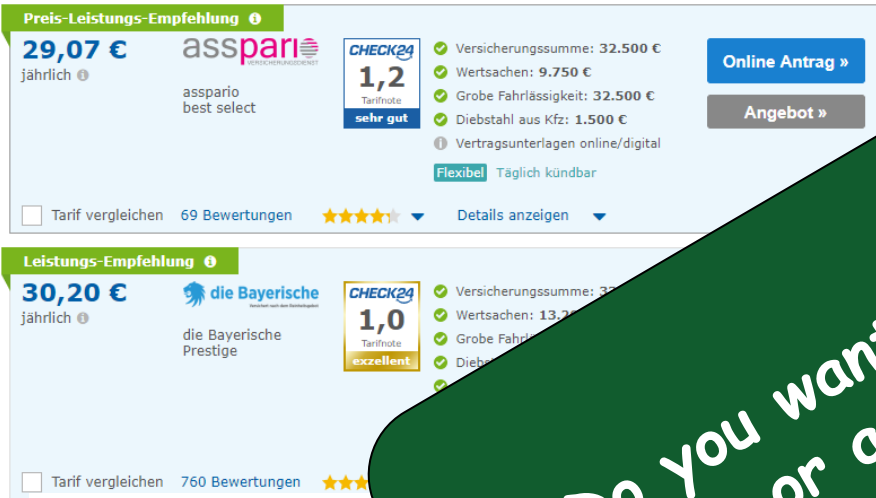 Preis-Leistungs-Empfehlung
29,07 €
jährlich
asspario
VERSICHERUNGSDIENST
asspario
best select
CHECK24
1,2
Tarifnote
sehr gut
Versicherungssumme: 32.500 €
Wertsachen: 9.750 €
Grobe Fahrlässigkeit: 32.500 €
Diebstahl aus Kfz: 1.500 €
Vertragsunterlagen online/digital
Flexibel Täglich kündbar
Online Antrag »
Angebot »
Tarif vergleichen 69 Bewertungen Details anzeigen
Leistungs-Empfehlung
30,20 €
jährlich
die Bayerische
die Bayerische
Prestige
CHECK24
1,0
Tarifnote
exzellent
Versicherungssumme:
Wertsachen:
Grobe
Tarif vergleichen 760 Bewertungen
you want
or